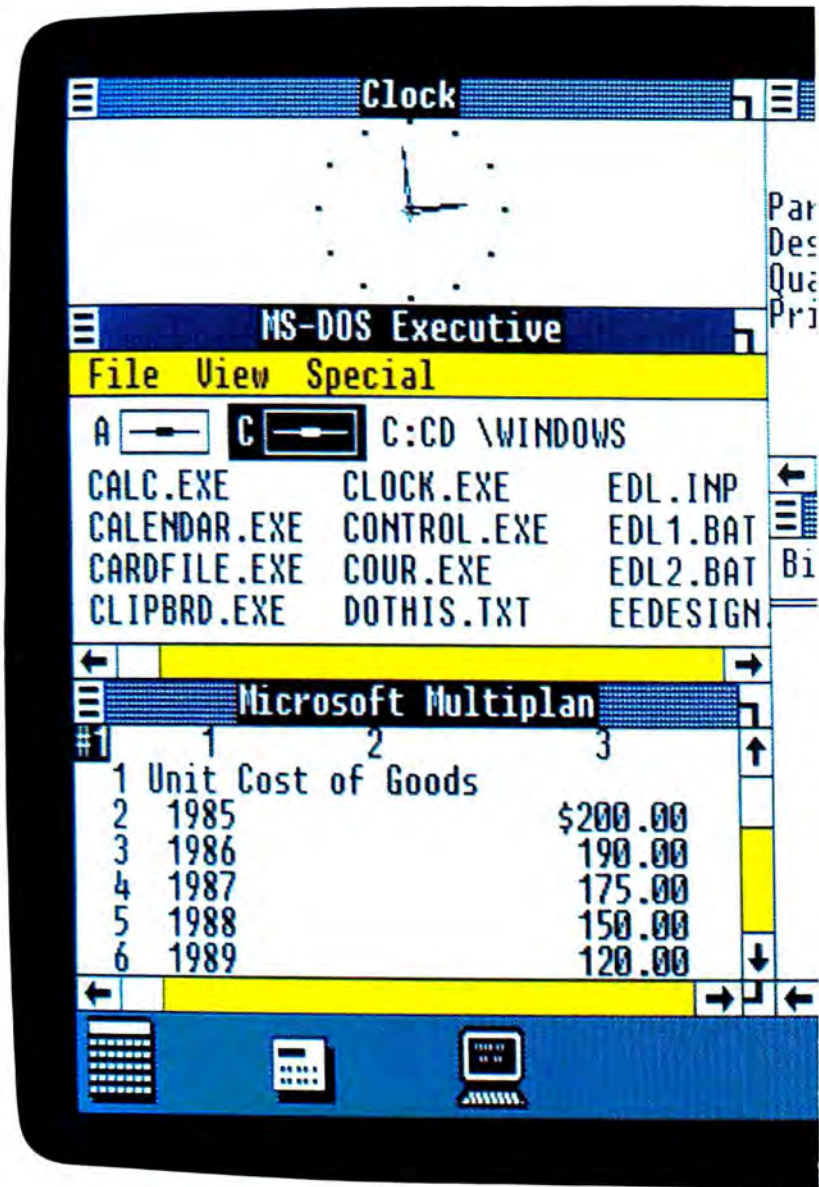 Clock
MS-DOS Executive
File View Special
A C C:CD \WINDOWS
CALC.EXE CLOCK.EXE EDL.INP
CALENDAR.EXE CONTROL.EXE EDL1.BAT
CARDFILE.EXE COUR.EXE EDL2.BAT
CLIPBRD.EXE DOTHIS.TXT EEDESIGN.
Microsoft Multiplan
#1 1 2 3
1 Unit Cost of Goods
2 1985 $200.00
3 1986 190.00
4 1987 175.00
5 1988 150.00
6 1989 120.00
Par
Des
Qua
Pri
Bi